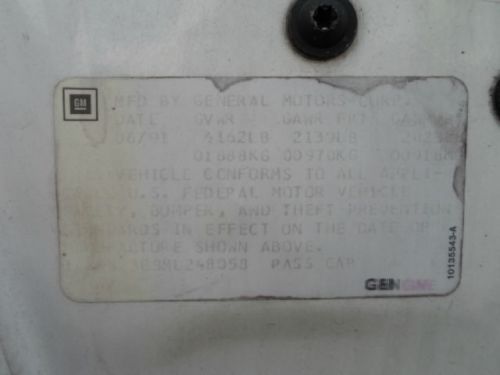 GM
MFD BY GENERAL MOTORS CORP
DATE GVWR GAWR FRT
06/91 4162LB 2139LB
01888KG 00970KG
VEHICLE CONFORMS TO ALL APPLI-
U.S. FEDERAL MOTOR VEHICLE
BUMPER, AND THEFT PREVENTION
IN EFFECT ON THE DATE OF
SHOWN ABOVE.
PASS CAR
GEN
10135543-A